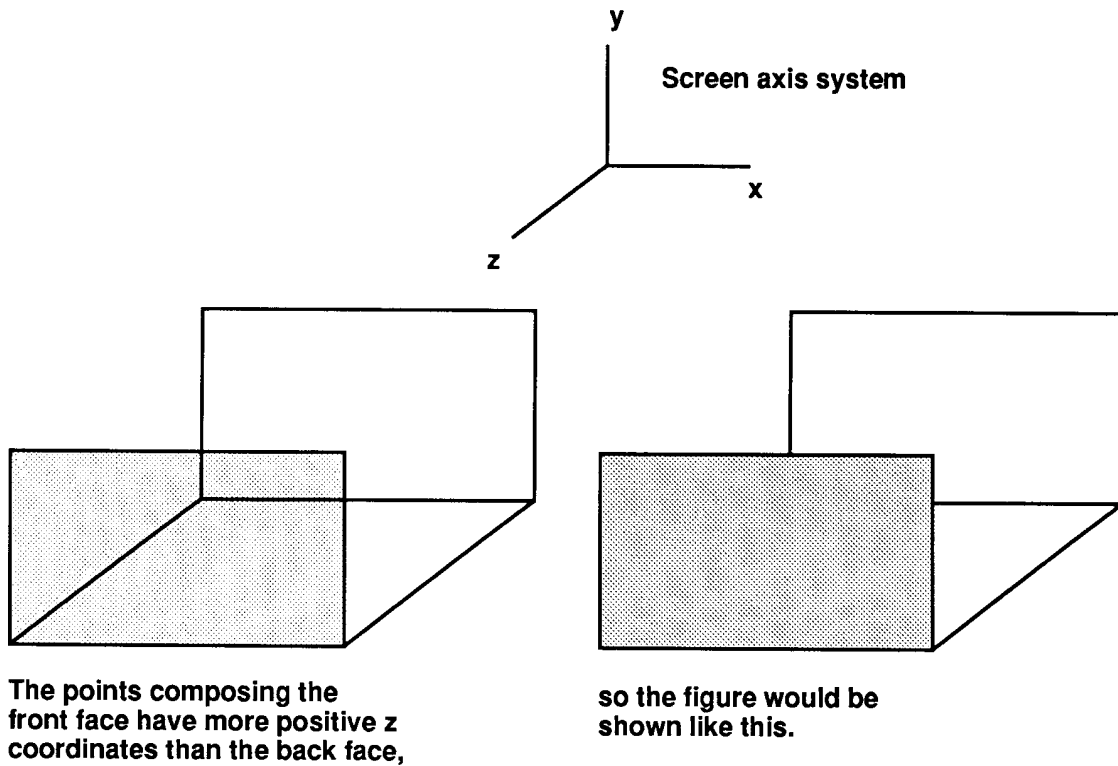 y
Screen axis system
x
z
The points composing the
front face have more positive z
coordinates than the back face,
so the figure would be
shown like this.